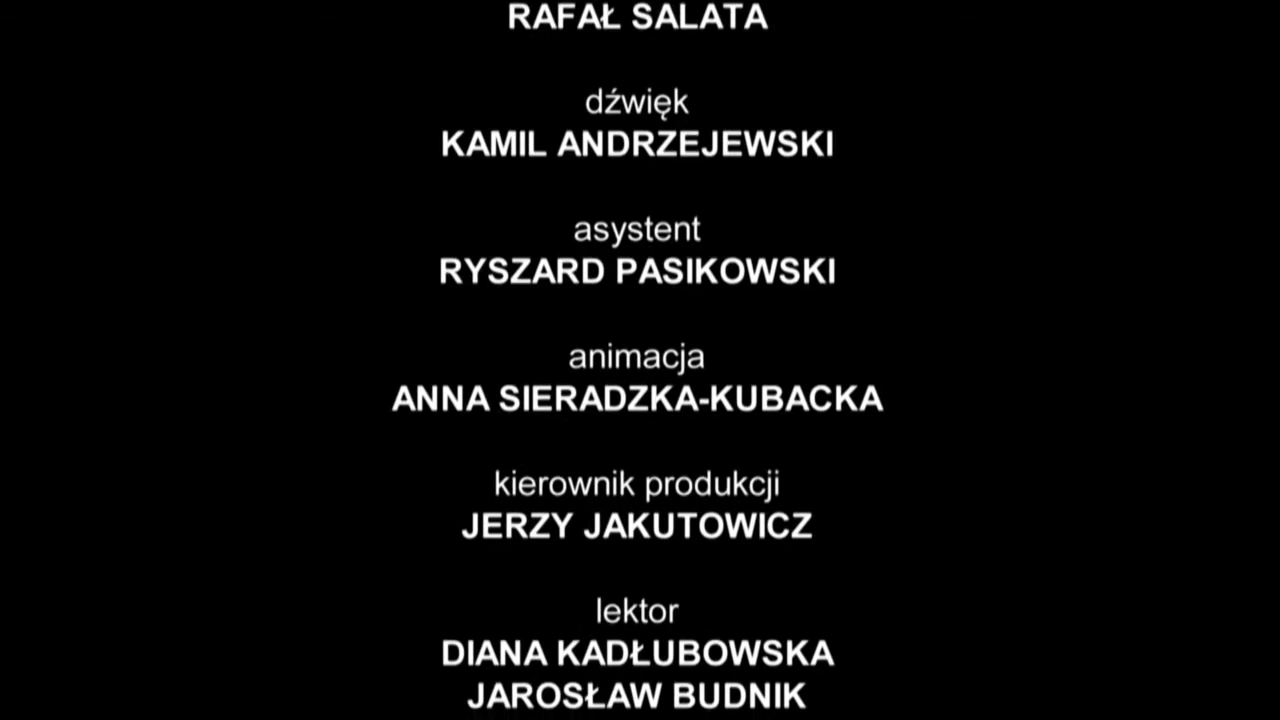 RAFAŁ SALATA
dźwięk
KAMIL ANDRZEJEWSKI
asystent
RYSZARD PASIKOWSKI
animacja
ANNA SIERADZKA-KUBACKA
kierownik produkcji
JERZY JAKUTOWICZ
lektor
DIANA KADŁUBOWSKA
JAROSŁAW BUDNIK